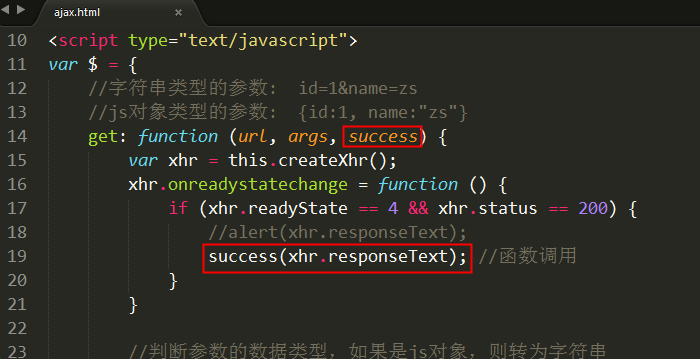 ajax.html ×
10 <script type="text/javascript">
11 var $ = {
12 //字符串类型的参数： id=1&name=zs
13 //js对象类型的参数： {id:1, name:"zs"}
14 get: function (url, args, success) {
15 var xhr = this.createXhr();
16 xhr.onreadystatechange = function () {
17 if (xhr.readyState == 4 && xhr.status == 200) {
18 //alert(xhr.responseText);
19 success(xhr.responseText); //函数调用
20 }
21 }
22
23 //判断参数的数据类型，如果是js对象，则转为字符串